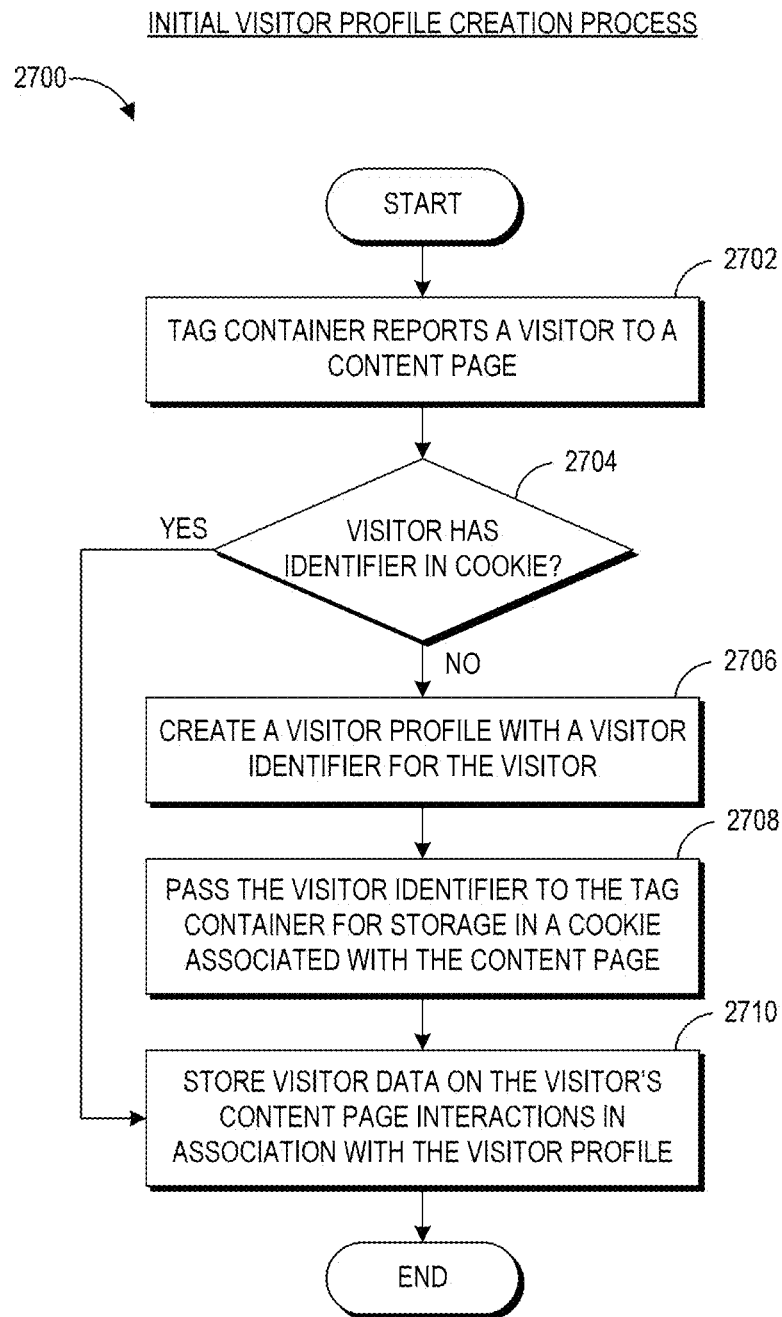 INITIAL VISITOR PROFILE CREATION PROCESS
2700
START
2702
TAG CONTAINER REPORTS A VISITOR TO A
CONTENT PAGE
2704
YES
VISITOR HAS
IDENTIFIER IN COOKIE?
NO
2706
CREATE A VISITOR PROFILE WITH A VISITOR
IDENTIFIER FOR THE VISITOR
2708
PASS THE VISITOR IDENTIFIER TO THE TAG
CONTAINER FOR STORAGE IN A COOKIE
ASSOCIATED WITH THE CONTENT PAGE
2710
STORE VISITOR DATA ON THE VISITOR'S
CONTENT PAGE INTERACTIONS IN
ASSOCIATION WITH THE VISITOR PROFILE
END